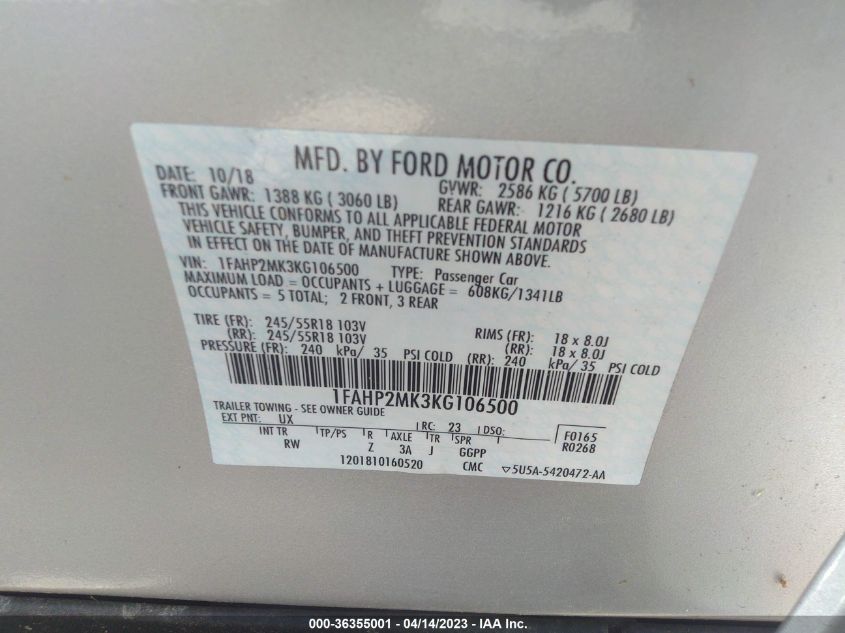 MFD. BY FORD MOTOR CO.
DATE: 10/18 GVWR: 2586 KG ( 5700 LB)
FRONT GAWR: 1388 KG ( 3060 LB) REAR GAWR: 1216 KG ( 2680 LB)
THIS VEHICLE CONFORMS TO ALL APPLICABLE FEDERAL MOTOR
VEHICLE SAFETY, BUMPER, AND THEFT PREVENTION STANDARDS
IN EFFECT ON THE DATE OF MANUFACTURE SHOWN ABOVE.
VIN: 1FAHP2MK3KG106500 TYPE: Passenger Car
MAXIMUM LOAD = OCCUPANTS + LUGGAGE = 608KG/1341LB
OCCUPANTS = 5 TOTAL; 2 FRONT, 3 REAR
TIRE (FR): 245/55R18 103V RIMS (FR): 18 x 8.0J
(RR): 245/55R18 103V (RR): 18 x 8.0J
PRESSURE (FR): 240 kPa/ 35 PSI COLD (RR): 240 kPa/ 35 PSI COLD
1FAHP2MK3KG106500
TRAILER TOWING - SEE OWNER GUIDE
EXT PNT: UX RC: 23 DSO: F0165
INT TR TP/PS R AXLE TR SPR R0268
RW Z 3A J GGPP
1201810160520 CMC ▽5U5A-5420472-AA
000-36355001 - 04/14/2023 - IAA Inc.